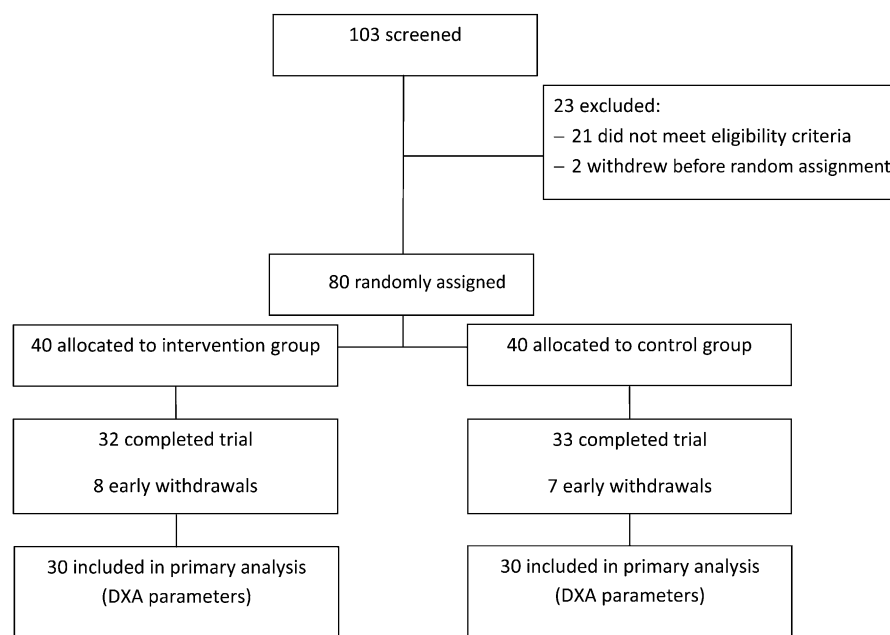 103 screened
23 excluded:
– 21 did not meet eligibility criteria
– 2 withdrew before random assignment
80 randomly assigned
40 allocated to intervention group
40 allocated to control group
32 completed trial
8 early withdrawals
33 completed trial
7 early withdrawals
30 included in primary analysis
(DXA parameters)
30 included in primary analysis
(DXA parameters)